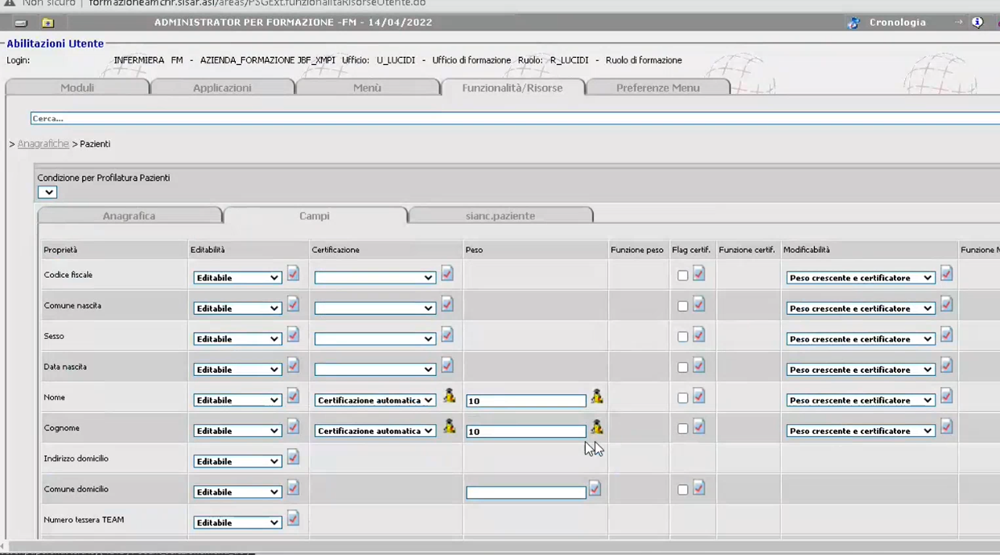 Non sicuro | formazioneamchr.sisar.asl/areas/PSGExt.funzionalitaRisorseUtente.do
ADMINISTRATOR PER FORMAZIONE -FM - 14/04/2022 Cronologia
Abilitazioni Utente
Login: INFERMIERA FM - AZIENDA_FORMAZIONE JBF_XMPI Ufficio: U_LUCIDI - Ufficio di formazione Ruolo: R_LUCIDI - Ruolo di formazione
Moduli Applicazioni Menù Funzionalità/Risorse Preferenze Menu
Cerca...
> Anagrafiche > Pazienti
Condizione per Profilatura Pazienti
Anagrafica Campi sianc.paziente
Proprietà Editabilità Certificazione Peso Funzione peso Flag certif. Funzione certif. Modificabilità Funzione
Codice fiscale Editabile Peso crescente e certificatore
Comune nascita Editabile Peso crescente e certificatore
Sesso Editabile Peso crescente e certificatore
Data nascita Editabile Peso crescente e certificatore
Nome Editabile Certificazione automatica 10 Peso crescente e certificatore
Cognome Editabile Certificazione automatica 10 Peso crescente e certificatore
Indirizzo domicilio Editabile
Comune domicilio Editabile
Numero tessera TEAM Editabile